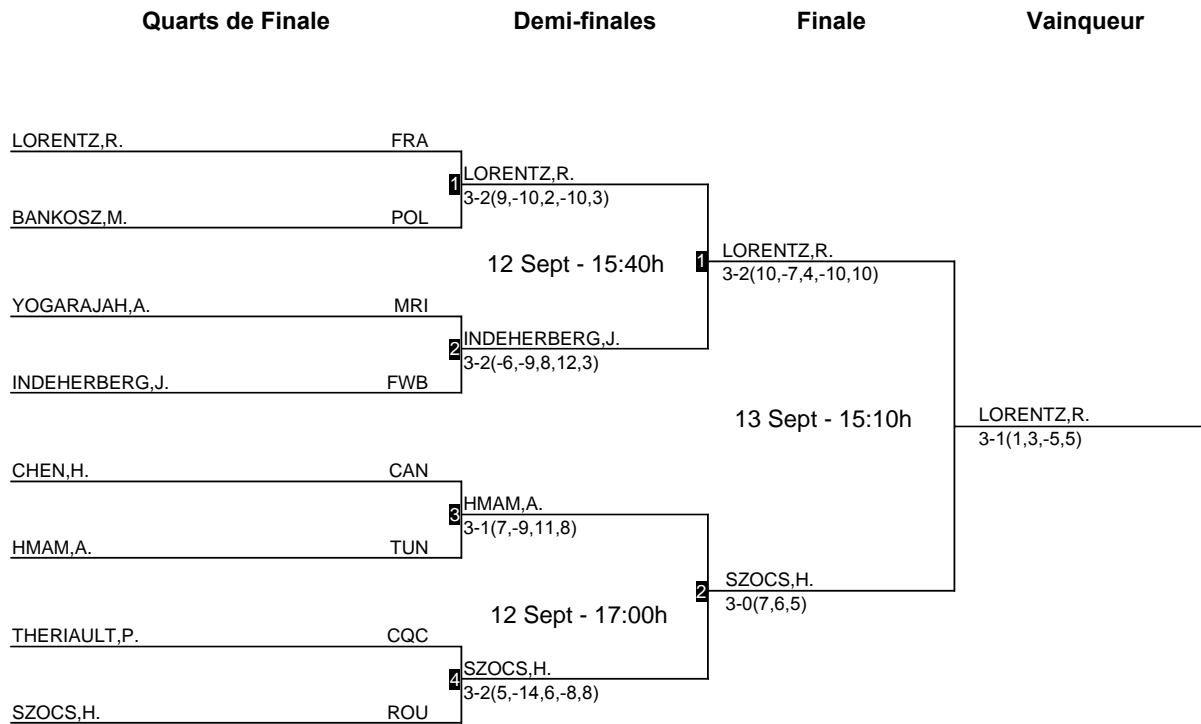 Quarts de Finale Demi-finales Finale Vainqueur
LORENTZ,R. FRA
1 LORENTZ,R.
3-2(9,-10,2,-10,3)
BANKOSZ,M. POL
12 Sept - 15:40h
1 LORENTZ,R.
3-2(10,-7,4,-10,10)
YOGARAJAH,A. MRI
2 INDEHERBERG,J.
3-2(-6,-9,8,12,3)
INDEHERBERG,J. FWB
13 Sept - 15:10h
LORENTZ,R.
3-1(1,3,-5,5)
CHEN,H. CAN
3 HMAM,A.
3-1(7,-9,11,8)
HMAM,A. TUN
12 Sept - 17:00h
2 SZOCS,H.
3-0(7,6,5)
THERIAULT,P. CQC
4 SZOCS,H.
3-2(5,-14,6,-8,8)
SZOCS,H. ROU